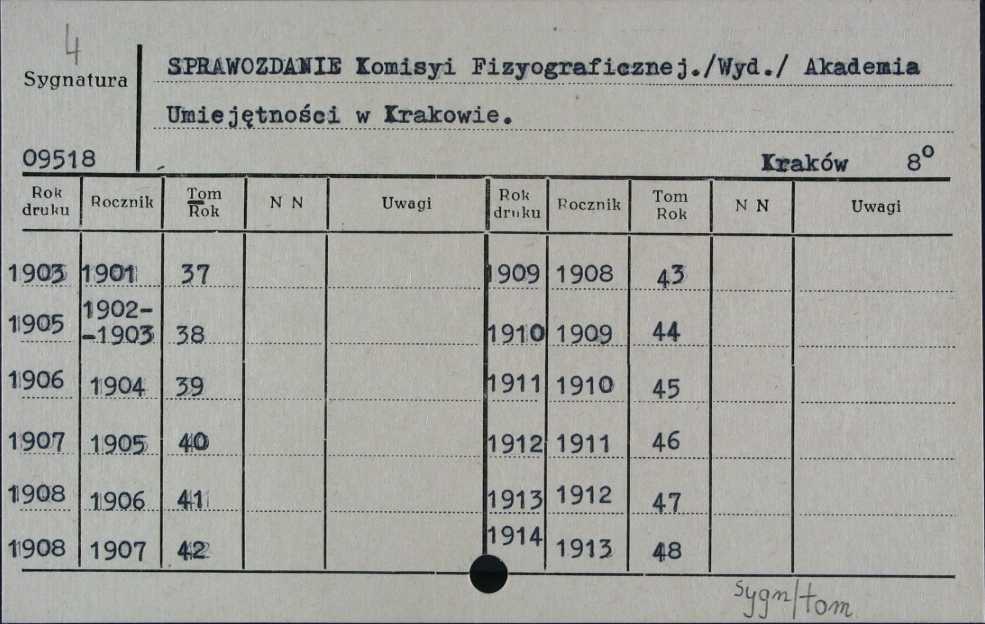 4
Sygnatura
SPRAWOZDANIE Komisyi Fizyograficznej./Wyd./ Akademia
Umiejętności w Krakowie.
09518
Kraków 8°
Rok druku Rocznik Tom Rok N N Uwagi Rok druku Rocznik Tom Rok N N Uwagi
1903 1901 37 1909 1908 43
1905 1902-
-1903 38 1910 1909 44
1906 1904 39 1911 1910 45
1907 1905 40 1912 1911 46
1908 1906 41 1913 1912 47
1908 1907 42 1914 1913 48
sygn/tom